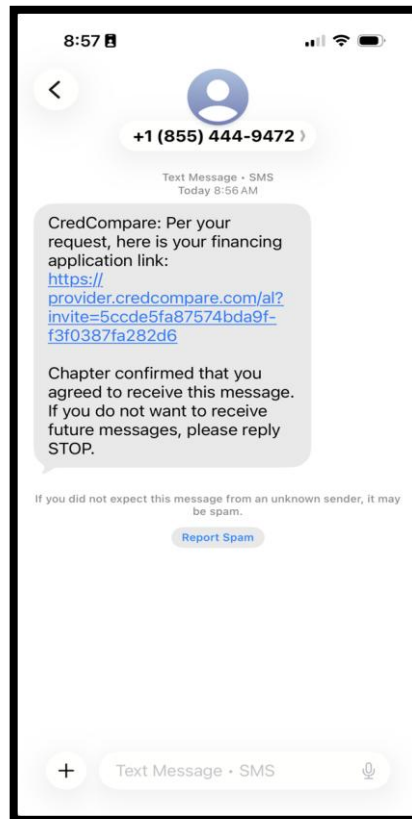 8:57
+1 (855) 444-9472
Text Message • SMS
Today 8:56 AM
CredCompare: Per your
request, here is your financing
application link:
https://
provider.credcompare.com/al?
invite=5ccde5fa87574bda9f-
f3f0387fa282d6
Chapter confirmed that you
agreed to receive this message.
If you do not want to receive
future messages, please reply
STOP.
If you did not expect this message from an unknown sender, it may
be spam.
Report Spam
Text Message • SMS